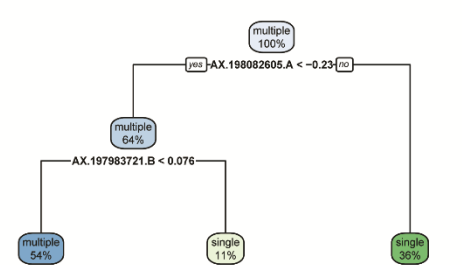 multiple
100%
yes AX.198082605.A < −0.23 no
multiple
64%
AX.197983721.B < 0.076
multiple
54%
single
11%
single
36%